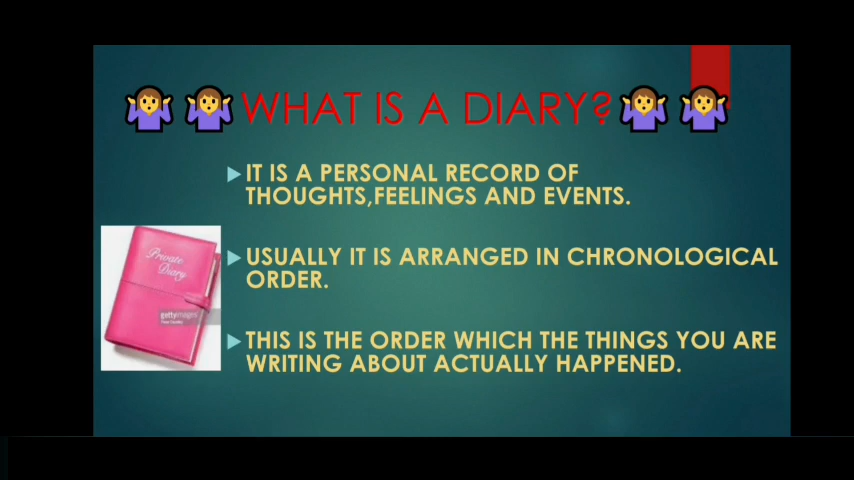 WHAT IS A DIARY?
IT IS A PERSONAL RECORD OF
THOUGHTS,FEELINGS AND EVENTS.
Private
Diary
gettyimages
USUALLY IT IS ARRANGED IN CHRONOLOGICAL
ORDER.
THIS IS THE ORDER WHICH THE THINGS YOU ARE
WRITING ABOUT ACTUALLY HAPPENED.